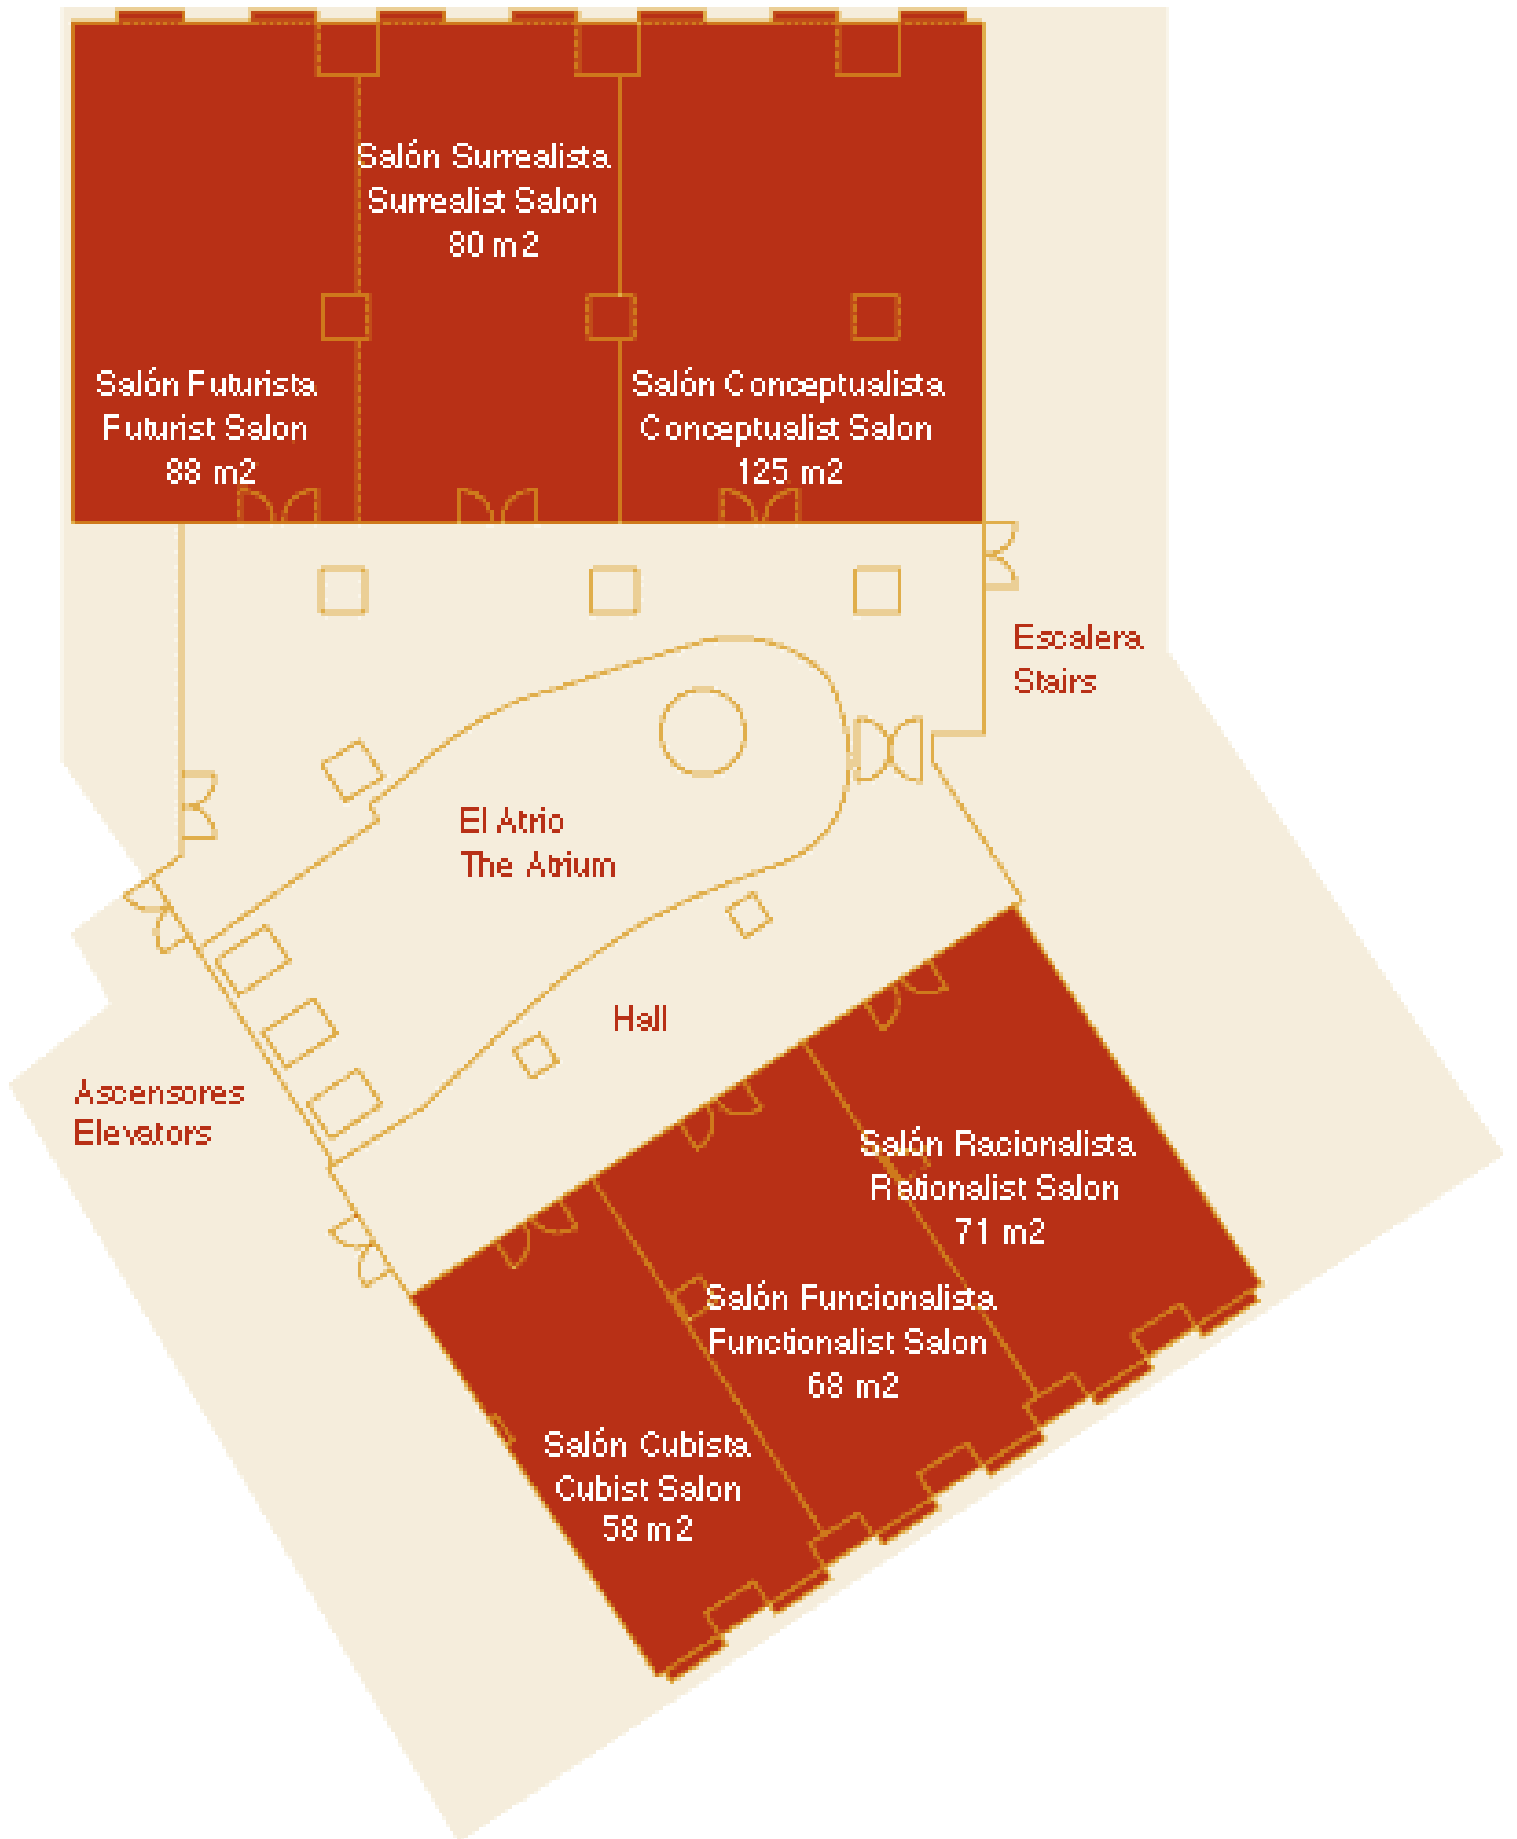 Salón Surrealista
Surrealist Salon
80 m2
Salón Futurista
Futurist Salon
88 m2
Salón Conceptualista
Conceptualist Salon
125 m2
Escalera
Stairs
El Atrio
The Atrium
Hall
Ascensores
Elevators
Salón Racionalista
Rationalist Salon
71 m2
Salón Funcionalista
Functionalist Salon
68 m2
Salón Cubista
Cubist Salon
58 m2